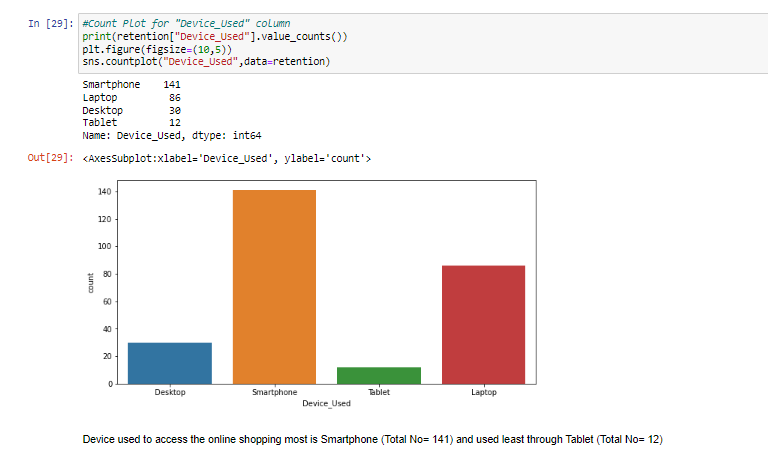 In [29]: #Count Plot for "Device_Used" column
print(retention["Device_Used"].value_counts())
plt.figure(figsize=(10,5))
sns.countplot("Device_Used",data=retention)
Smartphone 141
Laptop 86
Desktop 30
Tablet 12
Name: Device_Used, dtype: int64
Out[29]: <AxesSubplot:xlabel='Device_Used', ylabel='count'>
140
120
100
80
60
40
20
0
count
Desktop Smartphone Tablet Laptop
Device_Used
Device used to access the online shopping most is Smartphone (Total No= 141) and used least through Tablet (Total No= 12)